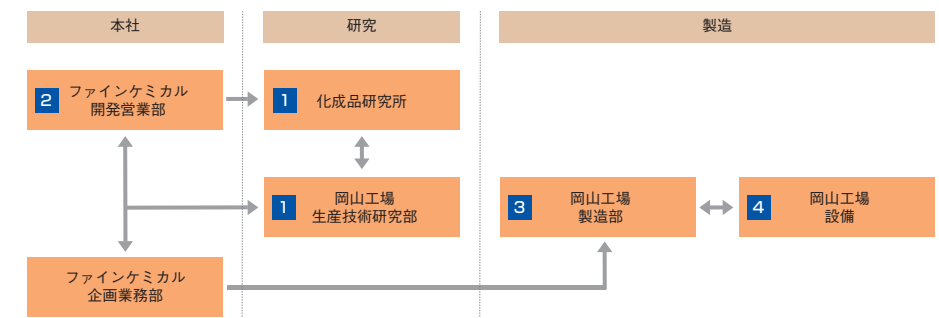 本社
研究
製造
2
ファインケミカル
開発営業部
1
化成品研究所
1
岡山工場
生産技術研究部
3
岡山工場
製造部
4
岡山工場
設備
ファインケミカル
企画業務部